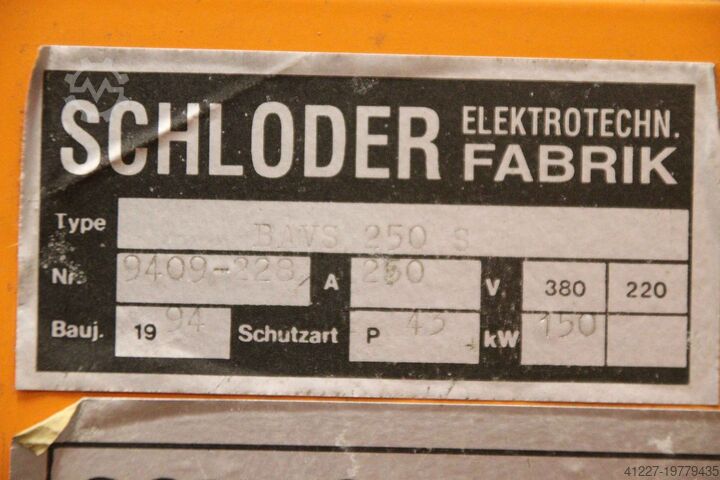 SCHLODER ELEKTROTECHN. FABRIK
Type BAVS 250 S
Nr. 9409-228 A 250 V 380 220
Bauj. 19 94 Schutzart P 43 kW 150
41227-19779435